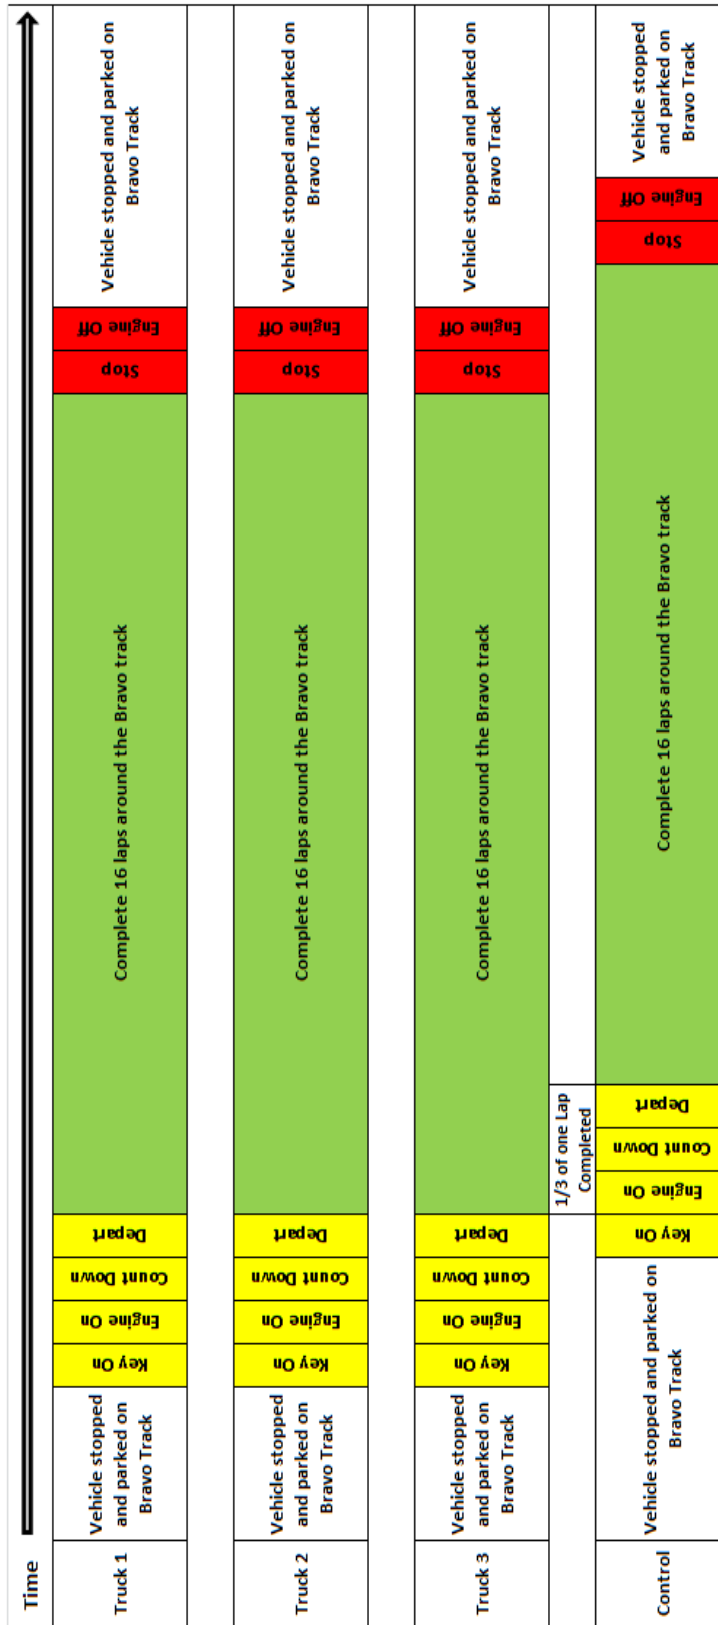 Time
Truck 1
Vehicle stopped
and parked on
Bravo Track
Key On
Engine On
Count Down
Depart
Complete 16 laps around the Bravo track
Stop
Engine Off
Vehicle stopped and parked on
Bravo Track
Truck 2
Vehicle stopped
and parked on
Bravo Track
Key On
Engine On
Count Down
Depart
Complete 16 laps around the Bravo track
Stop
Engine Off
Vehicle stopped and parked on
Bravo Track
Truck 3
Vehicle stopped
and parked on
Bravo Track
Key On
Engine On
Count Down
Depart
Complete 16 laps around the Bravo track
Stop
Engine Off
Vehicle stopped and parked on
Bravo Track
1/3 of one Lap
Completed
Control
Vehicle stopped and parked on
Bravo Track
Key On
Engine On
Count Down
Depart
Complete 16 laps around the Bravo track
Stop
Engine Off
Vehicle stopped
and parked on
Bravo Track